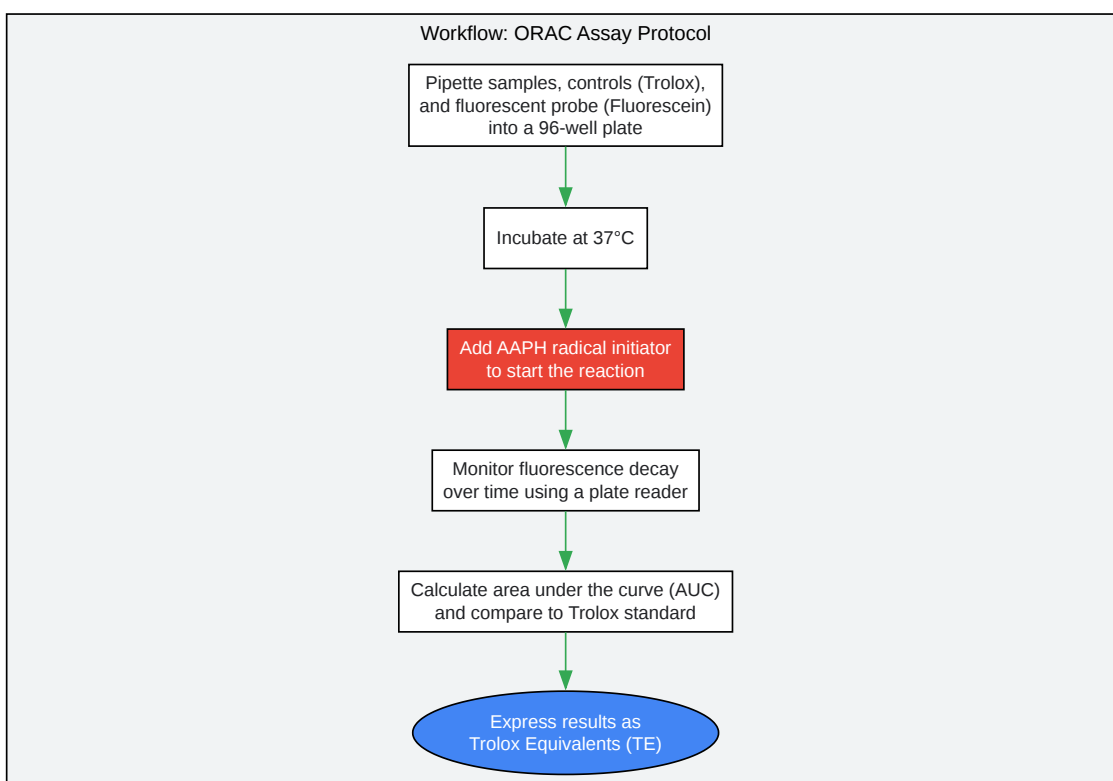 Workflow: ORAC Assay Protocol
Pipette samples, controls (Trolox),
and fluorescent probe (Fluorescein)
into a 96-well plate
Incubate at 37°C
Add AAPH radical initiator
to start the reaction
Monitor fluorescence decay
over time using a plate reader
Calculate area under the curve (AUC)
and compare to Trolox standard
Express results as
Trolox Equivalents (TE)